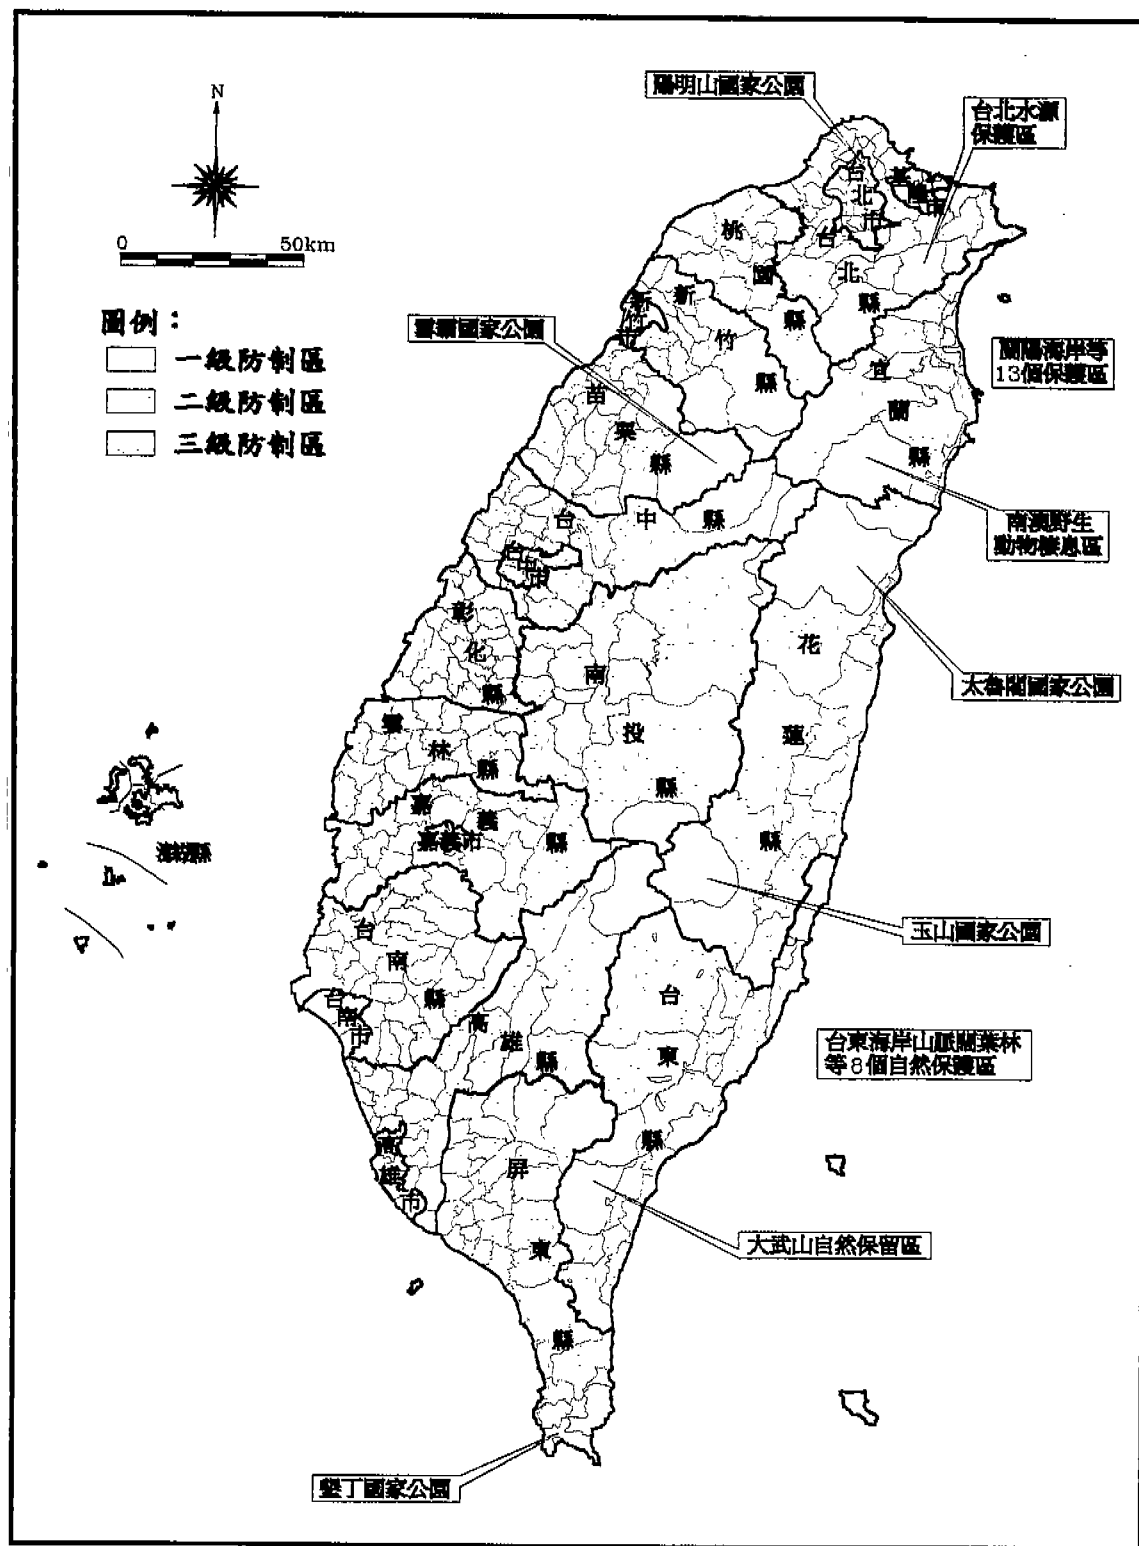 陽明山國家公園
台北水源
保護區
N
0 50km
圖例：
一級防制區
二級防制區
三級防制區
雪霸國家公園
蘭陽海岸等
13個保護區
南澳野生
動物棲息區
太魯閣國家公園
玉山國家公園
台東海岸山脈闊葉林
等8個自然保護區
大武山自然保留區
墾丁國家公園
基隆市
台北市
台北縣
桃園縣
新竹市
新竹縣
宜蘭縣
苗栗縣
台中縣
台中市
彰化縣
南投縣
花蓮縣
雲林縣
嘉義縣
嘉義市
澎湖縣
台南縣
台南市
高雄縣
台東縣
高雄市
屏東縣